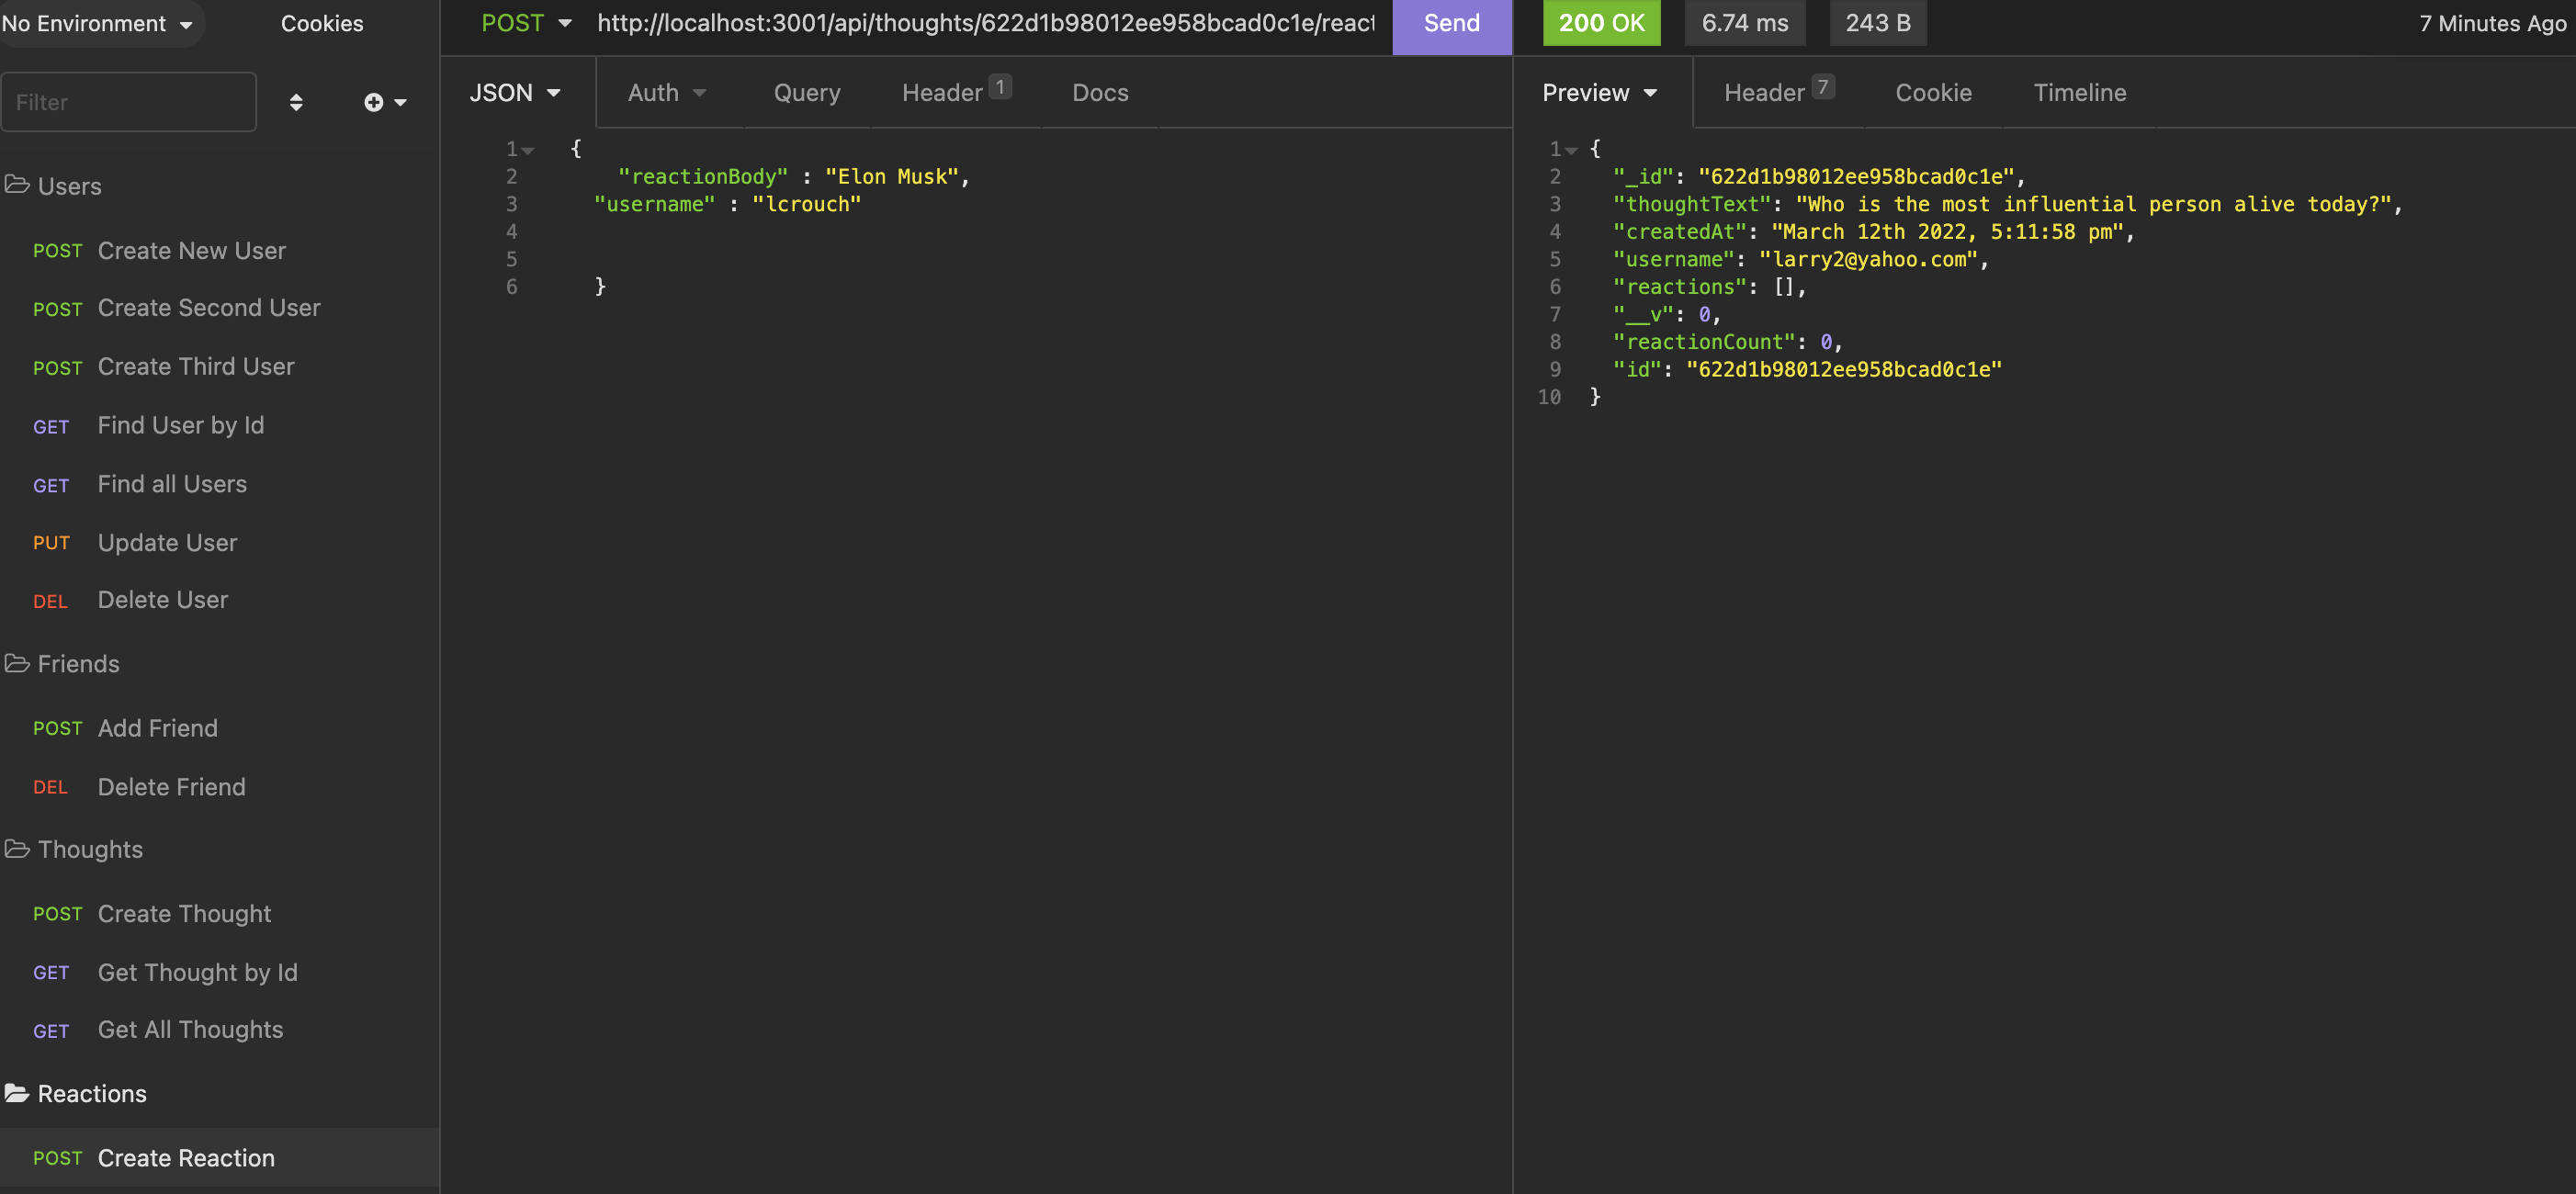 No Environment
Cookies
Filter
Users
POST Create New User
POST Create Second User
POST Create Third User
GET Find User by Id
GET Find all Users
PUT Update User
DEL Delete User
Friends
POST Add Friend
DEL Delete Friend
Thoughts
POST Create Thought
GET Get Thought by Id
GET Get All Thoughts
Reactions
POST Create Reaction
POST http://localhost:3001/api/thoughts/622d1b98012ee958bcad0c1e/react Send
JSON Auth Query Header 1 Docs
1 {
2 "reactionBody" : "Elon Musk",
3 "username" : "lcrouch"
4
5
6 }
200 OK 6.74 ms 243 B 7 Minutes Ago
Preview Header 7 Cookie Timeline
1 {
2 "_id": "622d1b98012ee958bcad0c1e",
3 "thoughtText": "Who is the most influential person alive today?",
4 "createdAt": "March 12th 2022, 5:11:58 pm",
5 "username": "larry2@yahoo.com",
6 "reactions": [],
7 "__v": 0,
8 "reactionCount": 0,
9 "id": "622d1b98012ee958bcad0c1e"
10 }